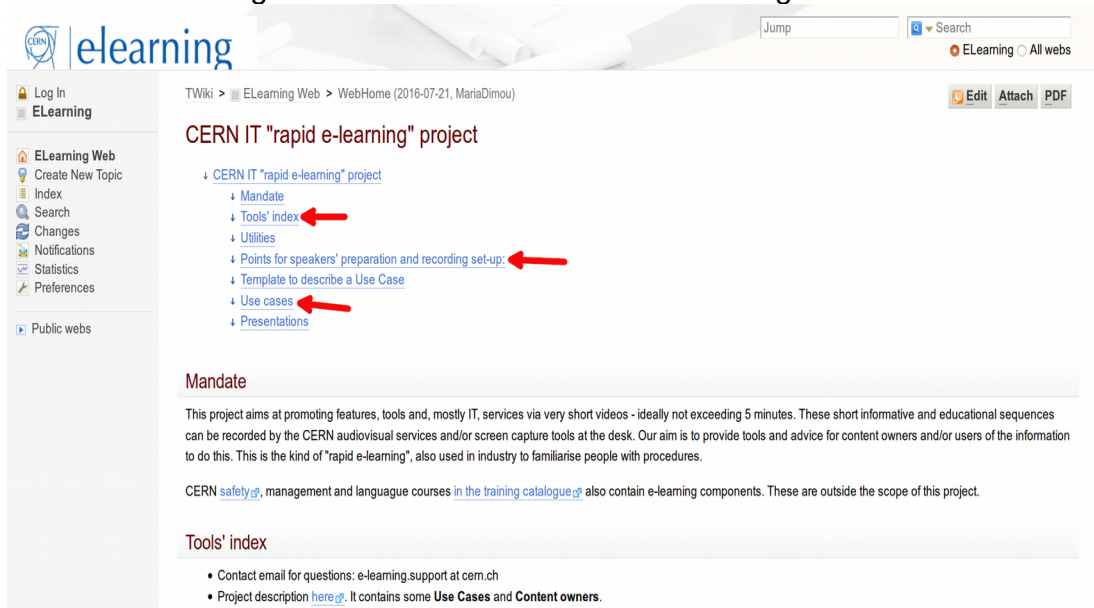 CERN
elearning
Jump
Search
ELearning All webs
Log In
ELearning
ELearning Web
Create New Topic
Index
Search
Changes
Notifications
Statistics
Preferences
Public webs
TWiki > ELearning Web > WebHome (2016-07-21, MariaDimou)
Edit Attach PDF
CERN IT "rapid e-learning" project
CERN IT "rapid e-learning" project
Mandate
Tools' index
Utilities
Points for speakers' preparation and recording set-up:
Template to describe a Use Case
Use cases
Presentations
Mandate
This project aims at promoting features, tools and, mostly IT, services via very short videos - ideally not exceeding 5 minutes. These short informative and educational sequences
can be recorded by the CERN audiovisual services and/or screen capture tools at the desk. Our aim is to provide tools and advice for content owners and/or users of the information
to do this. This is the kind of "rapid e-learning", also used in industry to familiarise people with procedures.
CERN safety, management and languague courses in the training catalogue also contain e-learning components. These are outside the scope of this project.
Tools' index
• Contact email for questions: e-learning.support at cern.ch
• Project description here. It contains some Use Cases and Content owners.